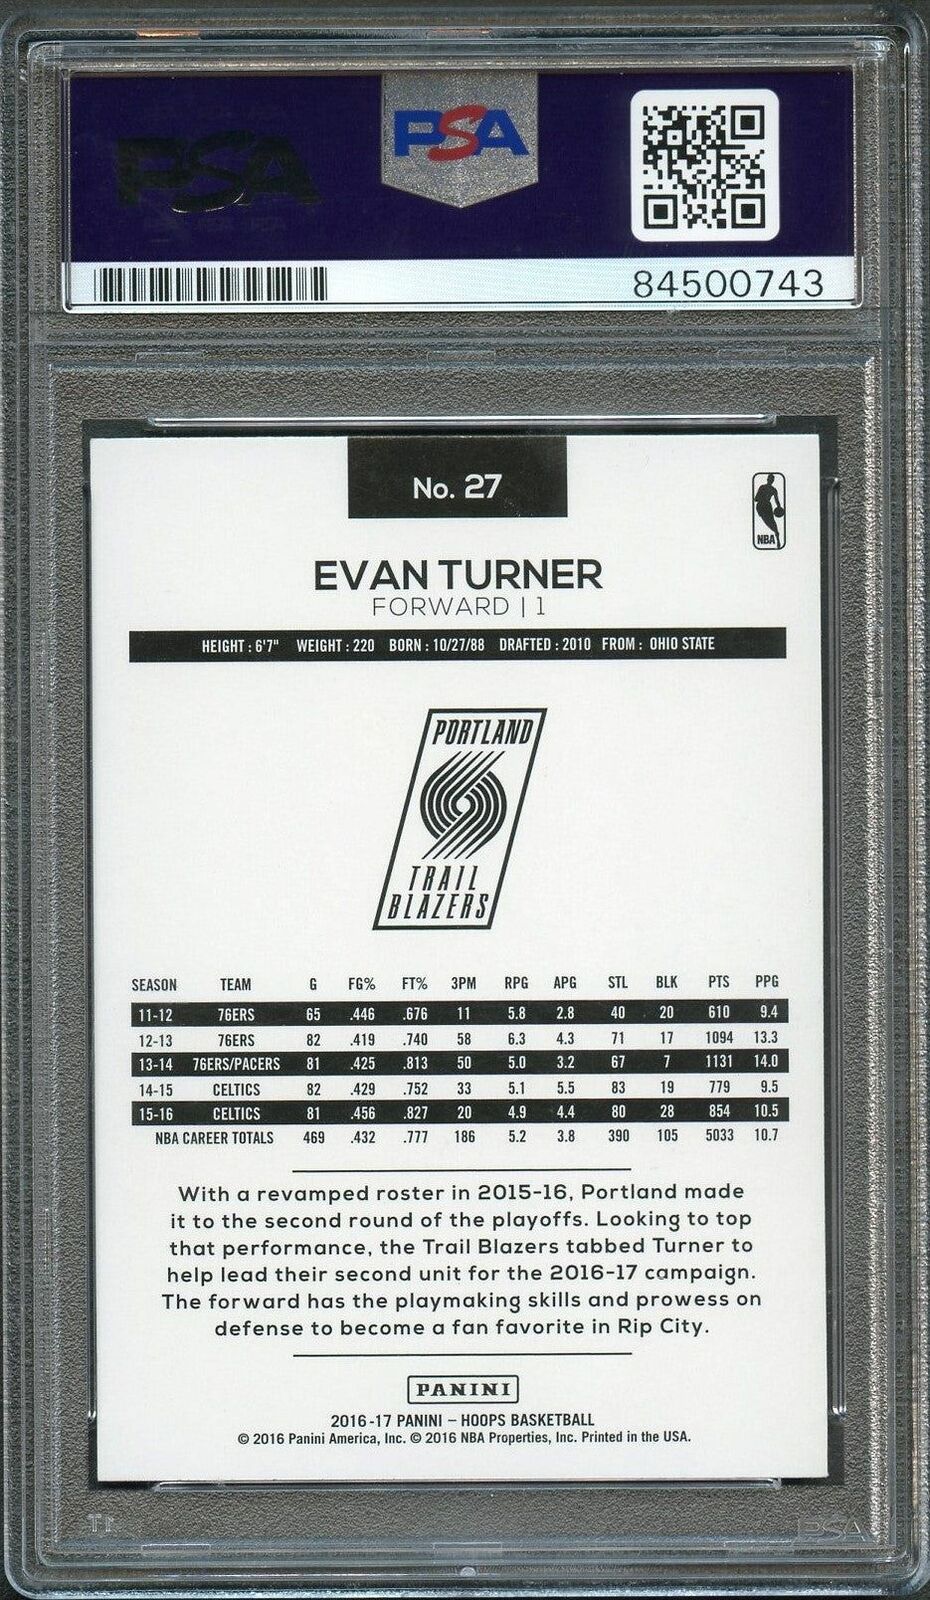 PSA
PSA
84500743
No. 27
NBA
EVAN TURNER
FORWARD | 1
HEIGHT : 6'7" WEIGHT : 220 BORN : 10/27/88 DRAFTED : 2010 FROM : OHIO STATE
PORTLAND
TRAIL
BLAZERS
SEASON TEAM G FG% FT% 3PM RPG APG STL BLK PTS PPG
11-12 76ERS 65 .446 .676 11 5.8 2.8 40 20 610 9.4
12-13 76ERS 82 .419 .740 58 6.3 4.3 71 17 1094 13.3
13-14 76ERS/PACERS 81 .425 .813 50 5.0 3.2 67 7 1131 14.0
14-15 CELTICS 82 .429 .752 33 5.1 5.5 83 19 779 9.5
15-16 CELTICS 81 .456 .827 20 4.9 4.4 80 28 854 10.5
NBA CAREER TOTALS 469 .432 .777 186 5.2 3.8 390 105 5033 10.7
With a revamped roster in 2015-16, Portland made
it to the second round of the playoffs. Looking to top
that performance, the Trail Blazers tabbed Turner to
help lead their second unit for the 2016-17 campaign.
The forward has the playmaking skills and prowess on
defense to become a fan favorite in Rip City.
PANINI
2016-17 PANINI – HOOPS BASKETBALL
© 2016 Panini America, Inc. © 2016 NBA Properties, Inc. Printed in the USA.
PSA